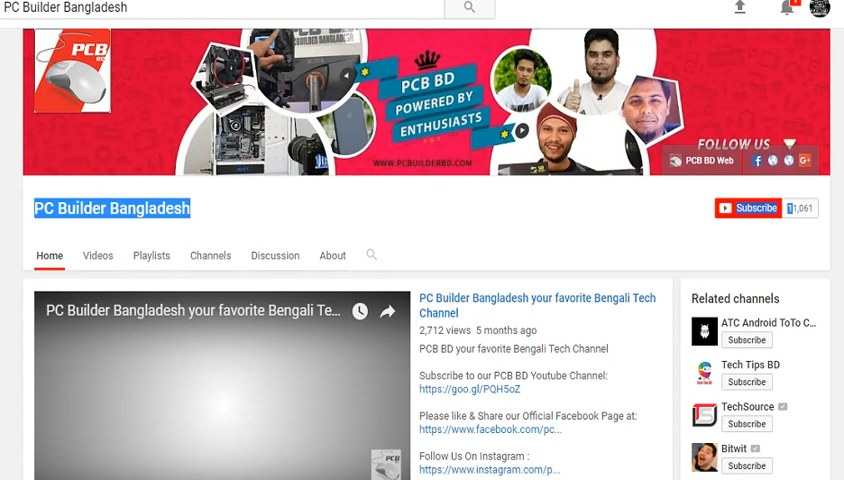 PC Builder Bangladesh
PCB
PCB BD
POWERED BY
ENTHUSIASTS
WWW.PCBUILDERBD.COM
FOLLOW US
PCB BD Web
PC Builder Bangladesh
Subscribe 11,061
Home Videos Playlists Channels Discussion About
PC Builder Bangladesh your favorite Bengali Te...
PC Builder Bangladesh your favorite Bengali Tech
Channel
2,712 views 5 months ago
PCB BD your favorite Bengali Tech Channel
Subscribe to our PCB BD Youtube Channel:
https://goo.gl/PQH5oZ
Please like & Share our Official Facebook Page at:
https://www.facebook.com/pc...
Follow Us On Instagram :
https://www.instagram.com/p...
PCB
Related channels
ATC Android ToTo C...
Subscribe
Tech Tips BD
Subscribe
TechSource
Subscribe
Bitwit
Subscribe